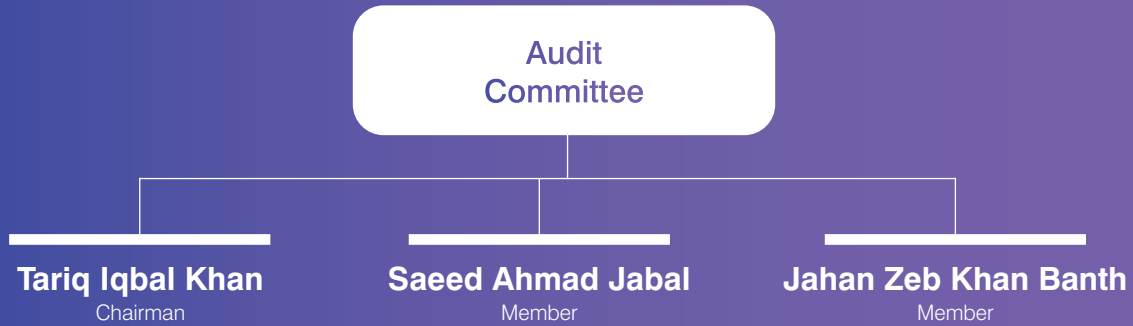 Audit
Committee
Tariq Iqbal Khan
Chairman
Saeed Ahmad Jabal
Member
Jahan Zeb Khan Banth
Member